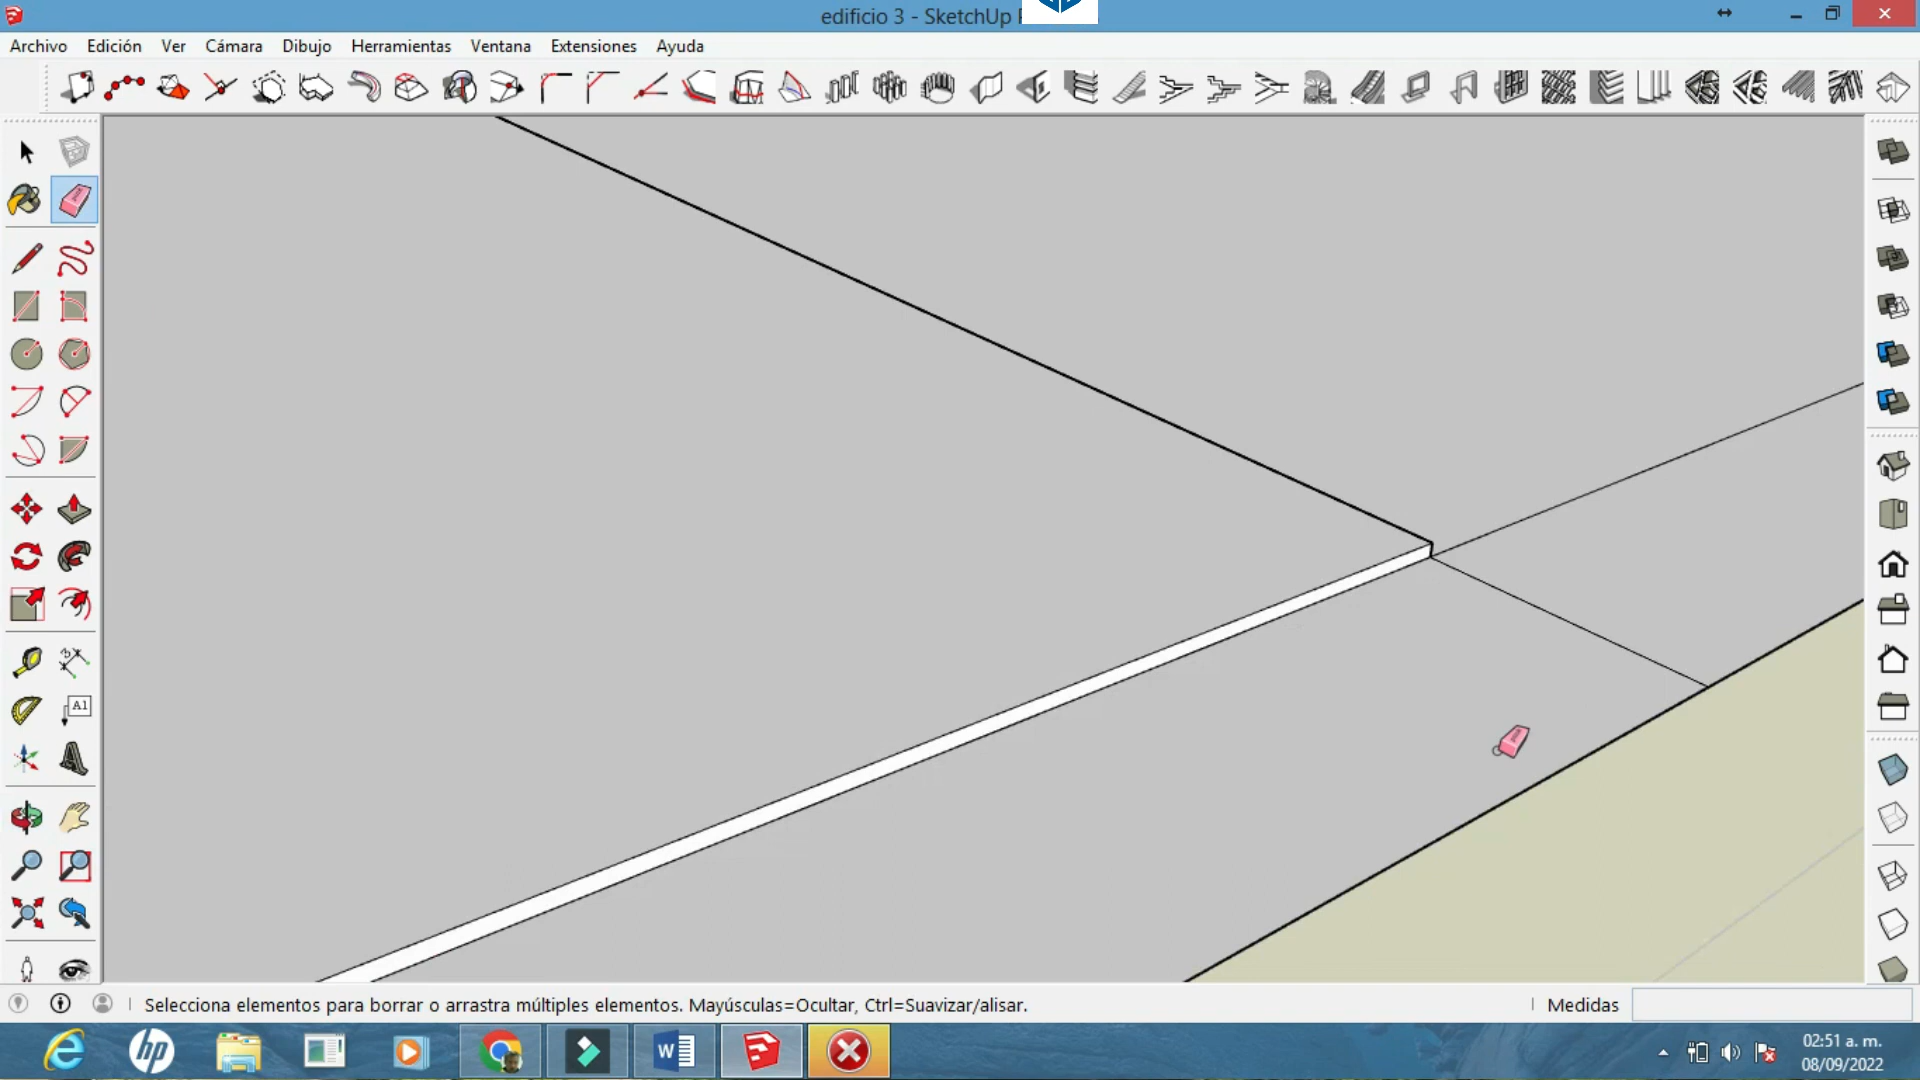 edificio 3 - SketchUp
Archivo Edición Ver Cámara Dibujo Herramientas Ventana Extensiones Ayuda
A1
Selecciona elementos para borrar o arrastra múltiples elementos. Mayúsculas=Ocultar, Ctrl=Suavizar/alisar.
Medidas
02:51 a. m.
08/09/2022